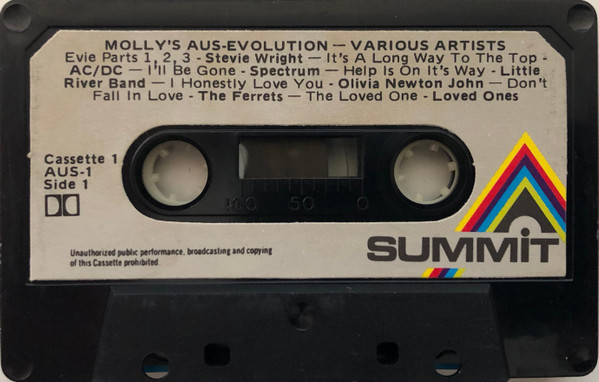 MOLLY'S AUS-EVOLUTION — VARIOUS ARTISTS
Evie Parts 1, 2, 3 - Stevie Wright — It's A Long Way To The Top -
AC/DC — I'll Be Gone - Spectrum — Help Is On It's Way - Little
River Band — I Honestly Love You - Olivia Newton John — Don't
Fall In Love - The Ferrets — The Loved One - Loved Ones
Cassette 1
AUS-1
Side 1
100 50 0
Unauthorized public performance, broadcasting and copying
of this Cassette prohibited.
SUMMIT